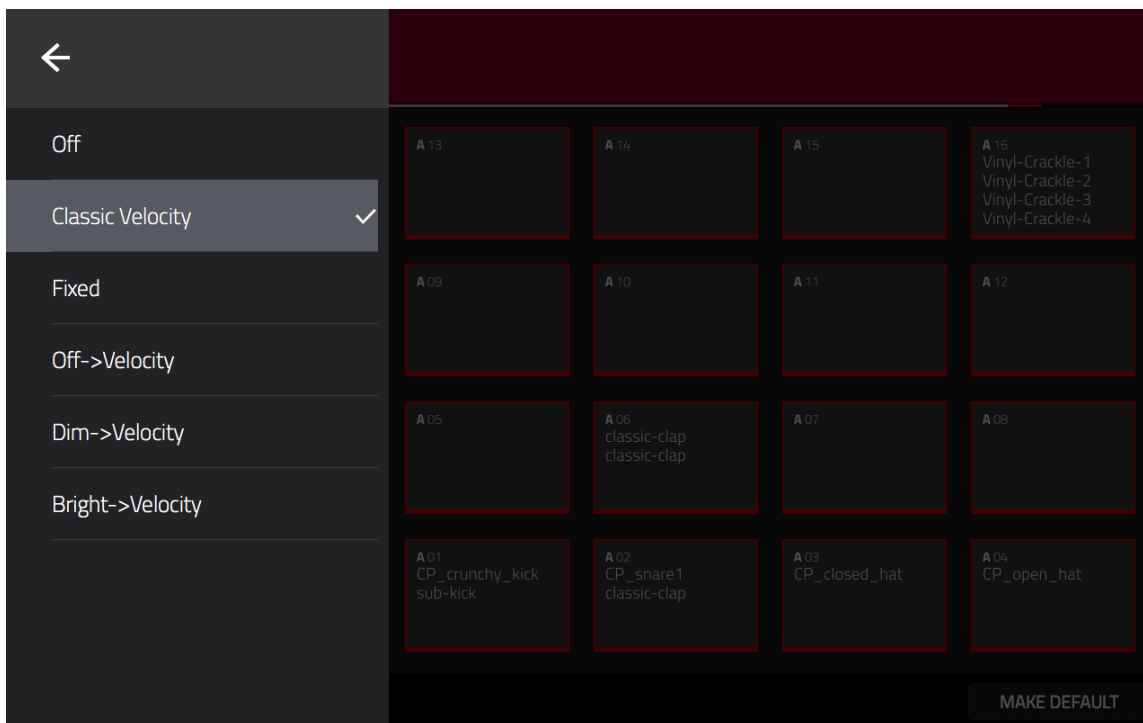 Off
Classic Velocity
Fixed
Off->Velocity
Dim->Velocity
Bright->Velocity
A 13
A 14
A 15
A 16
Vinyl-Crackle-1
Vinyl-Crackle-2
Vinyl-Crackle-3
Vinyl-Crackle-4
A 09
A 10
A 11
A 12
A 05
A 06
classic-clap
classic-clap
A 07
A 08
A 01
CP_crunchy_kick
sub-kick
A 02
CP_snare1
classic-clap
A 03
CP_closed_hat
A 04
CP_open_hat
MAKE DEFAULT